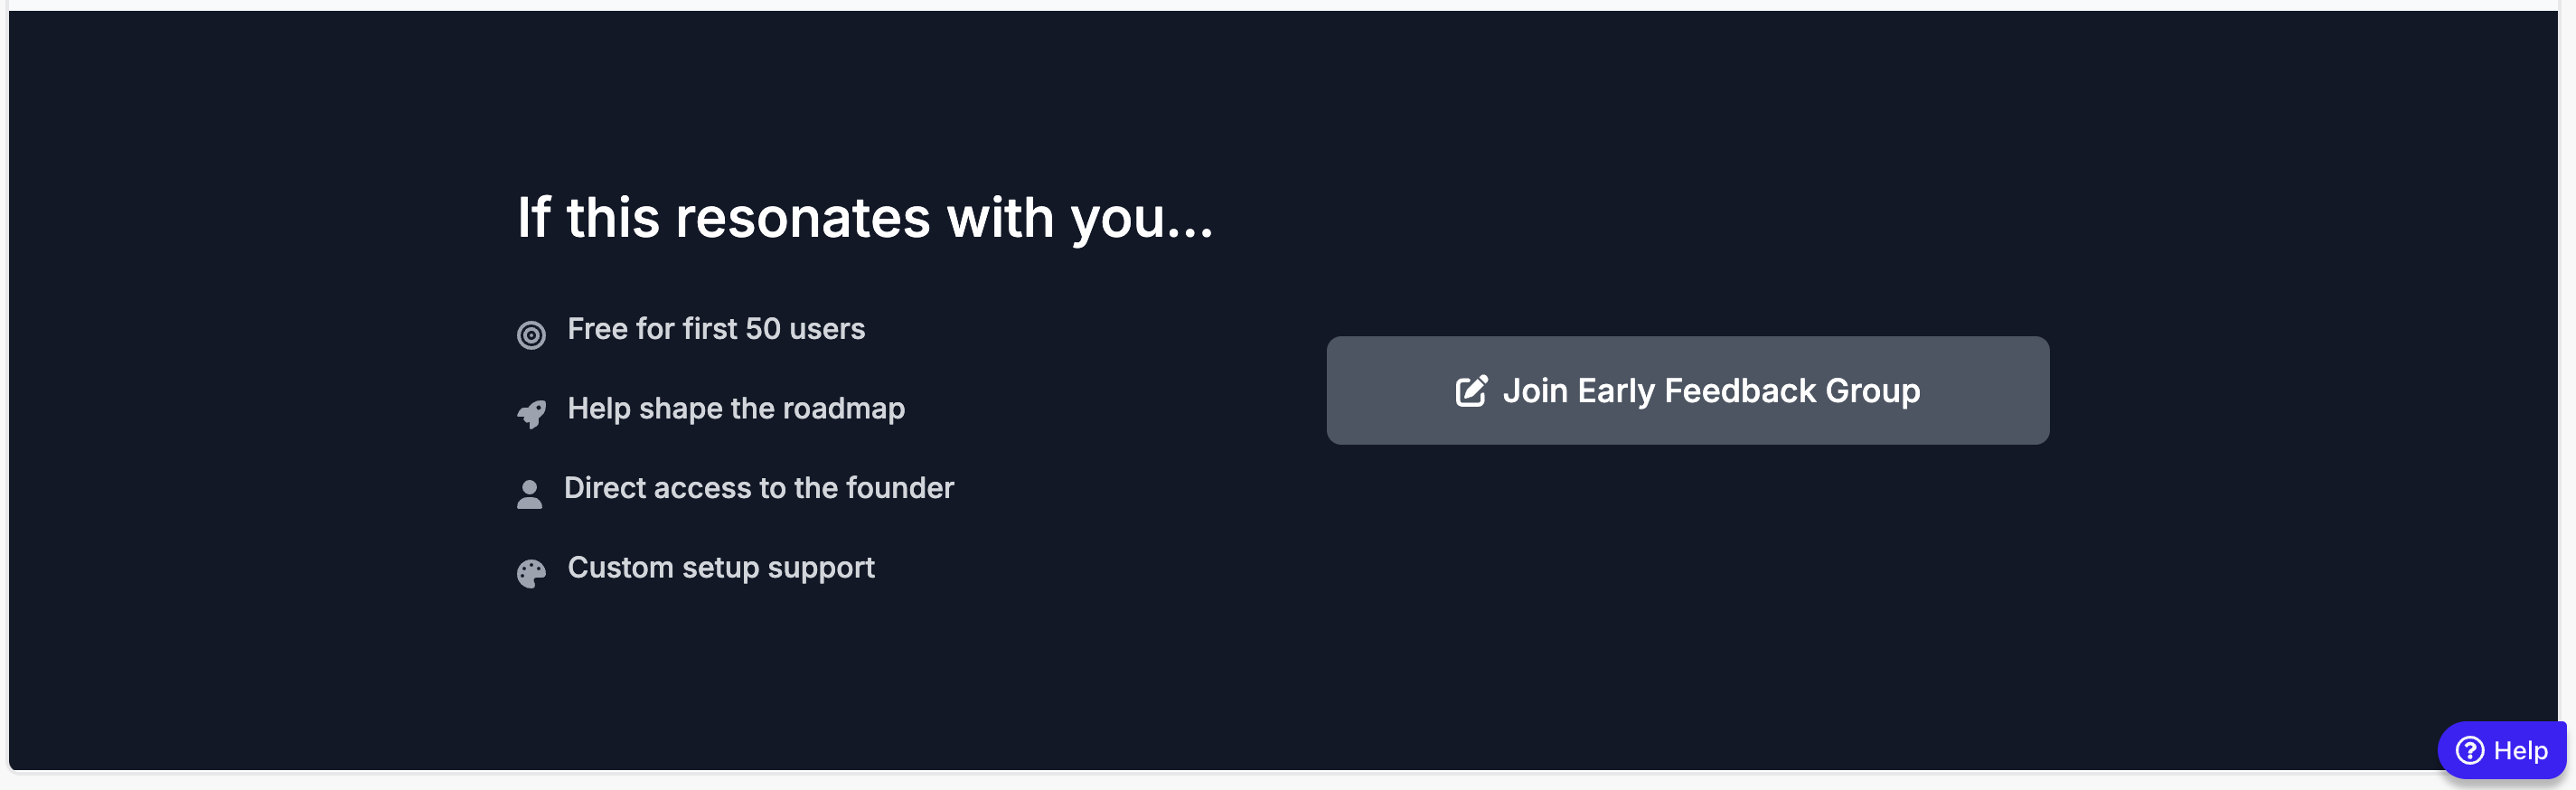 If this resonates with you...
Free for first 50 users
Help shape the roadmap
Direct access to the founder
Custom setup support
Join Early Feedback Group
Help